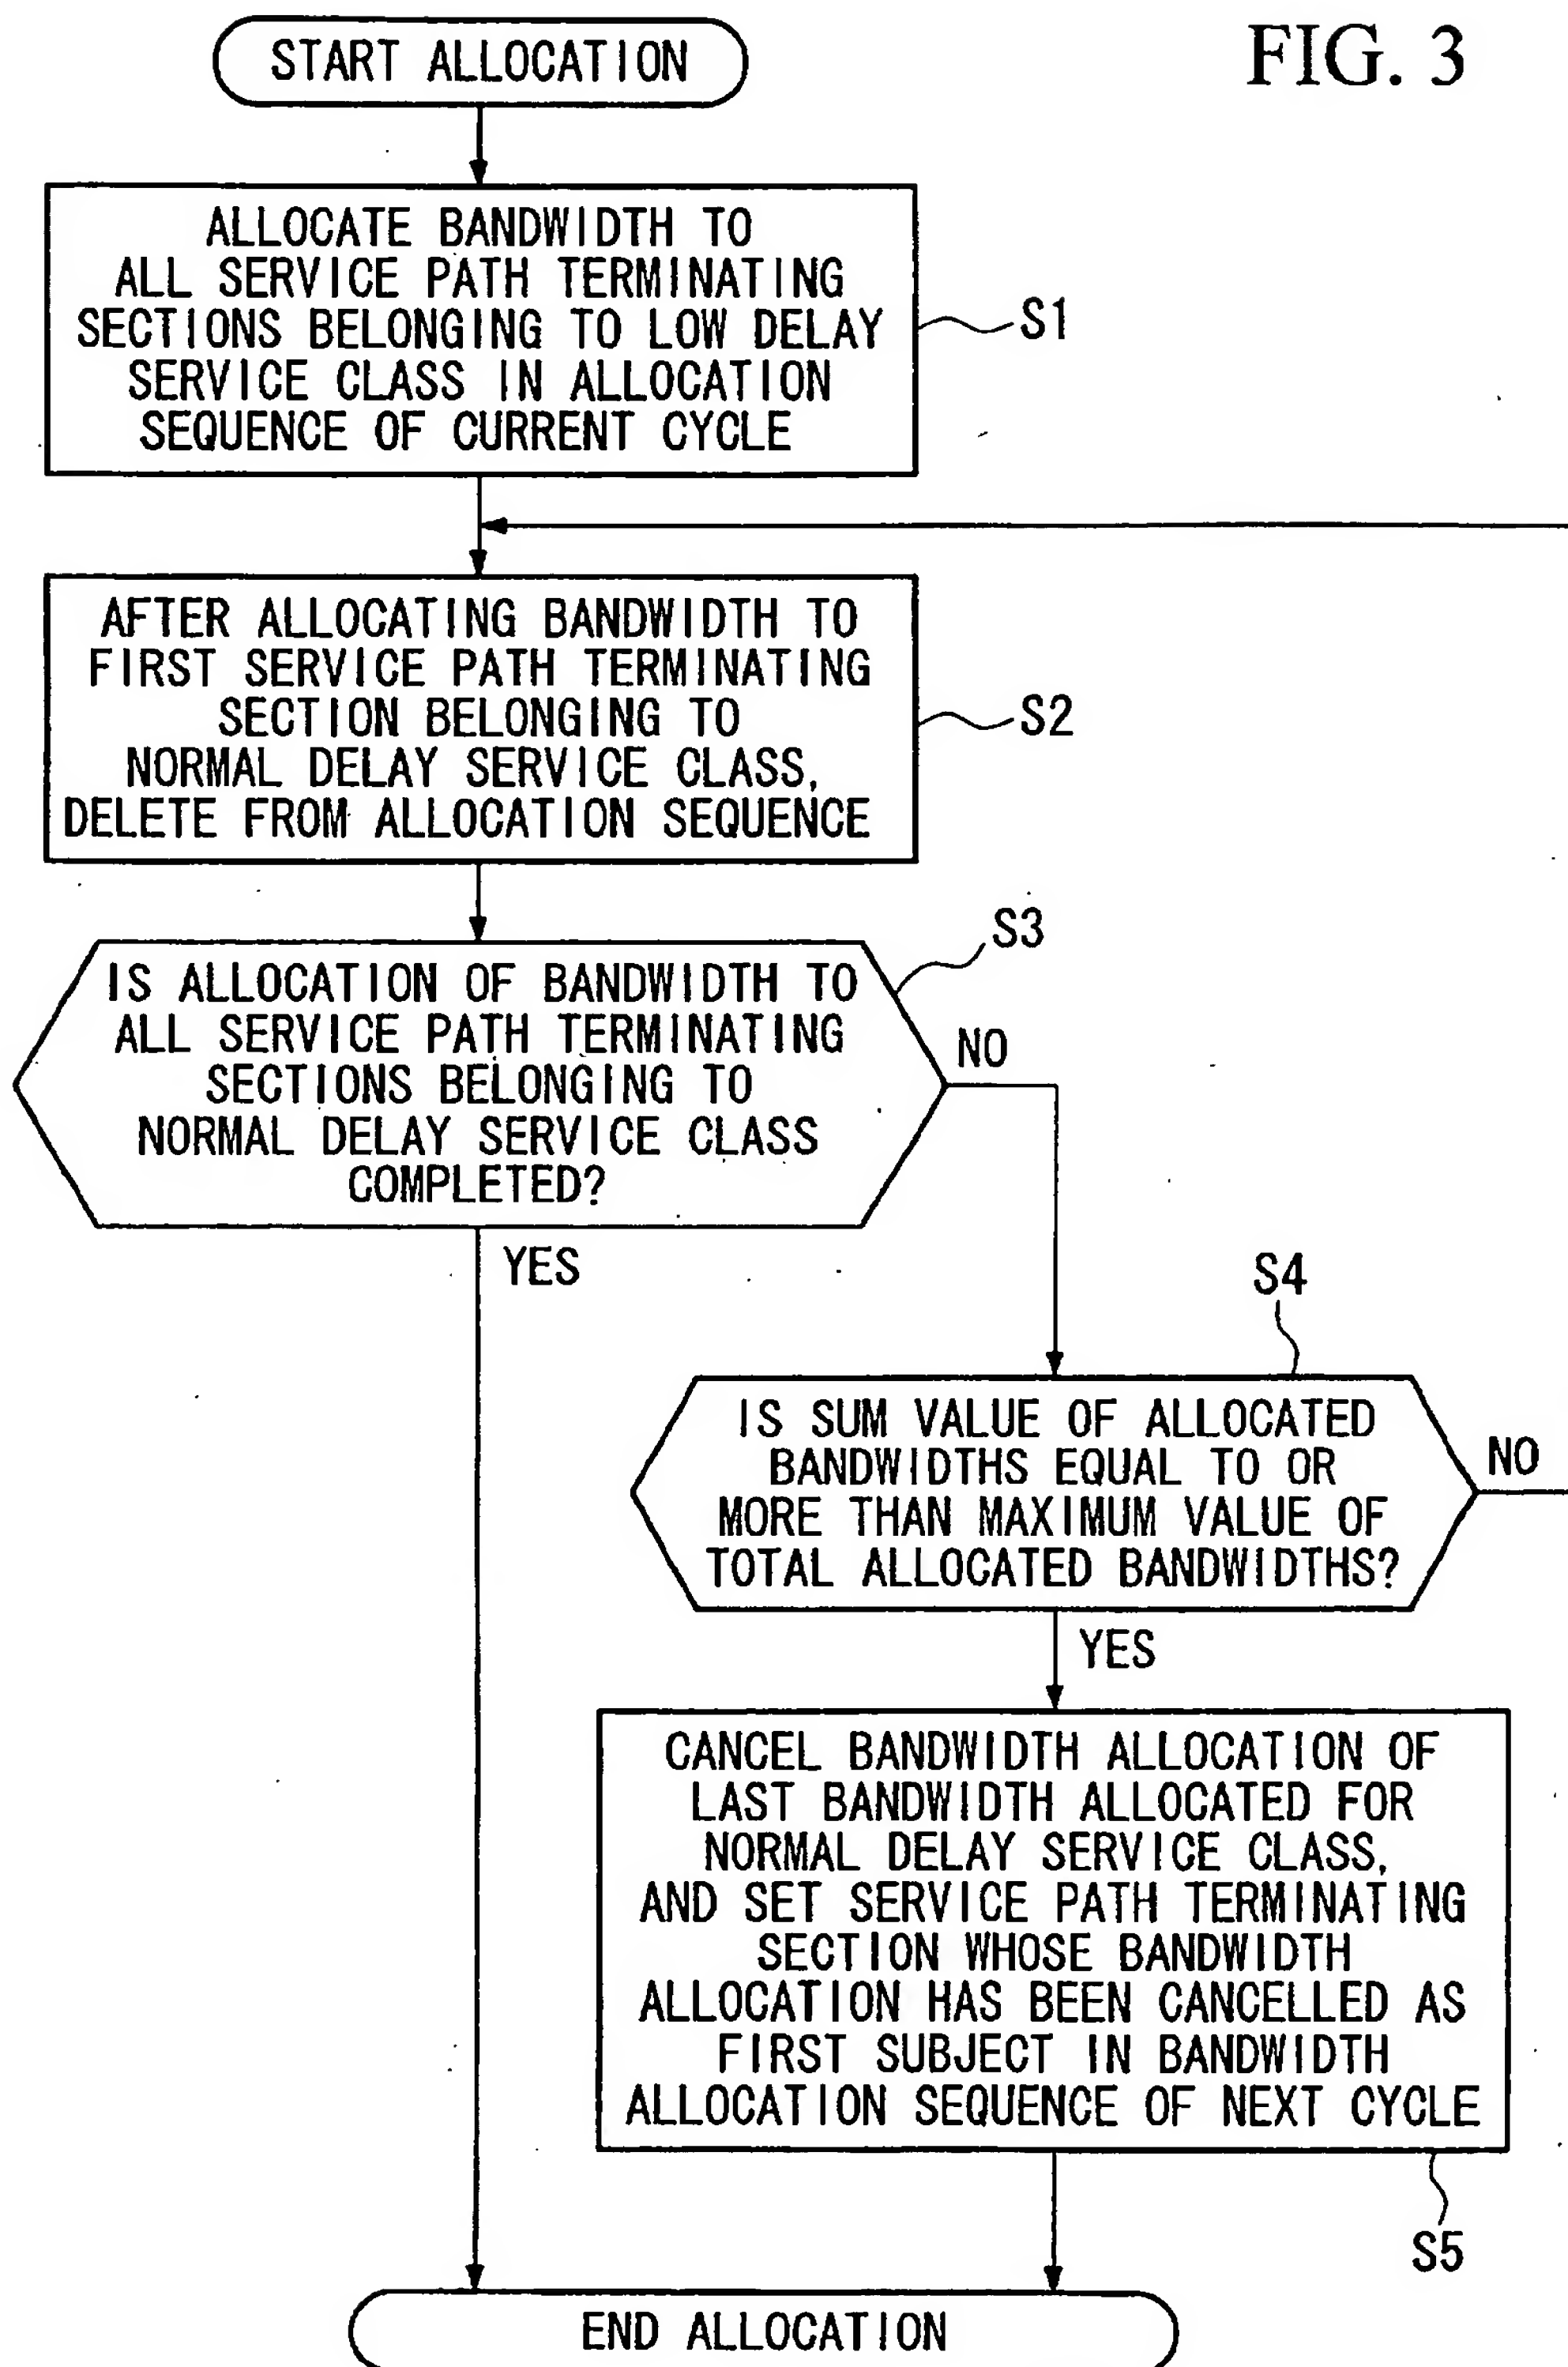 FIG. 3
START ALLOCATION
ALLOCATE BANDWIDTH TO
ALL SERVICE PATH TERMINATING
SECTIONS BELONGING TO LOW DELAY
SERVICE CLASS IN ALLOCATION
SEQUENCE OF CURRENT CYCLE
S1
AFTER ALLOCATING BANDWIDTH TO
FIRST SERVICE PATH TERMINATING
SECTION BELONGING TO
NORMAL DELAY SERVICE CLASS,
DELETE FROM ALLOCATION SEQUENCE
S2
IS ALLOCATION OF BANDWIDTH TO
ALL SERVICE PATH TERMINATING
SECTIONS BELONGING TO
NORMAL DELAY SERVICE CLASS
COMPLETED?
S3
NO
YES
S4
IS SUM VALUE OF ALLOCATED
BANDWIDTHS EQUAL TO OR
MORE THAN MAXIMUM VALUE OF
TOTAL ALLOCATED BANDWIDTHS?
NO
YES
CANCEL BANDWIDTH ALLOCATION OF
LAST BANDWIDTH ALLOCATED FOR
NORMAL DELAY SERVICE CLASS,
AND SET SERVICE PATH TERMINATING
SECTION WHOSE BANDWIDTH
ALLOCATION HAS BEEN CANCELLED AS
FIRST SUBJECT IN BANDWIDTH
ALLOCATION SEQUENCE OF NEXT CYCLE
S5
END ALLOCATION